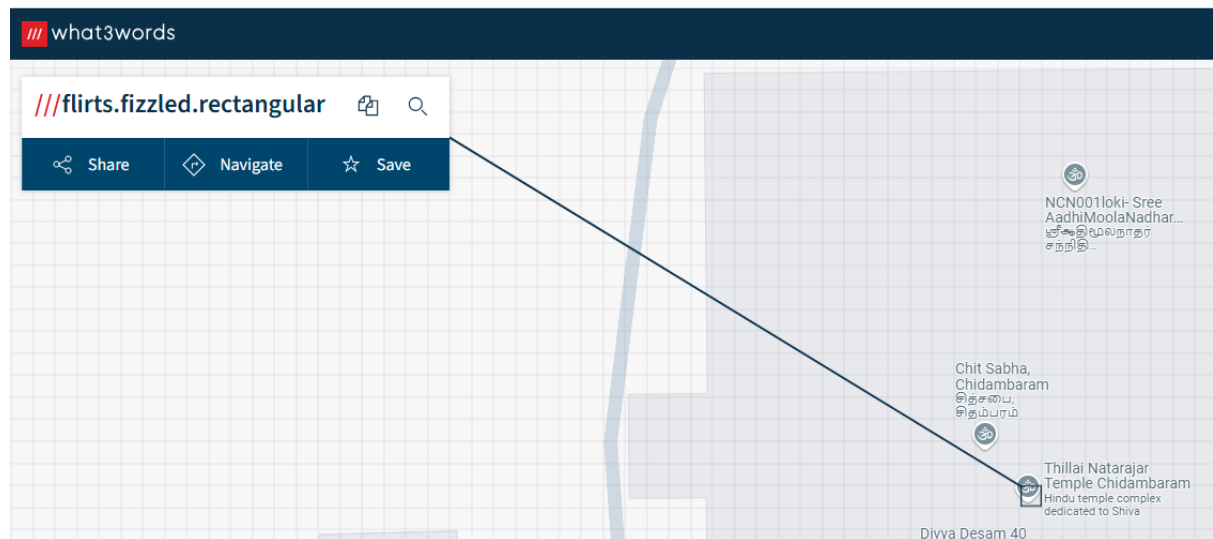 /// what3words
///flirts.fizzled.rectangular
Share
Navigate
Save
NCN001loki- Sree
AadhiMoolaNadhar...
ஸ்ரீஆதிமூலநாதர்
சந்நிதி...
Chit Sabha,
Chidambaram
சித்சபை,
சிதம்பரம்
ௐ
Thillai Natarajar
Temple Chidambaram
Hindu temple complex
dedicated to Shiva
Divya Desam 40